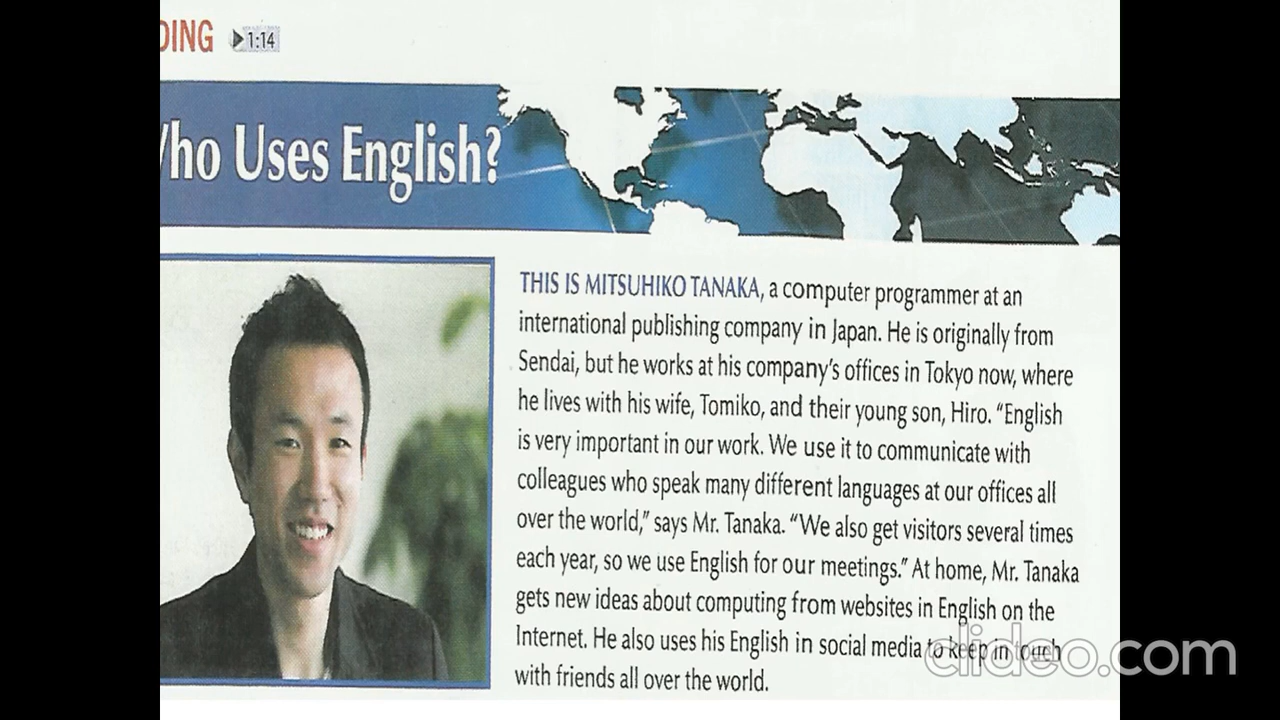 DING 1:14
Who Uses English?
THIS IS MITSUHIKO TANAKA, a computer programmer at an
international publishing company in Japan. He is originally from
Sendai, but he works at his company's offices in Tokyo now, where
he lives with his wife, Tomiko, and their young son, Hiro. "English
is very important in our work. We use it to communicate with
colleagues who speak many different languages at our offices all
over the world," says Mr. Tanaka. "We also get visitors several times
each year, so we use English for our meetings." At home, Mr. Tanaka
gets new ideas about computing from websites in English on the
Internet. He also uses his English in social media to keep in touch
with friends all over the world.
clideo.com